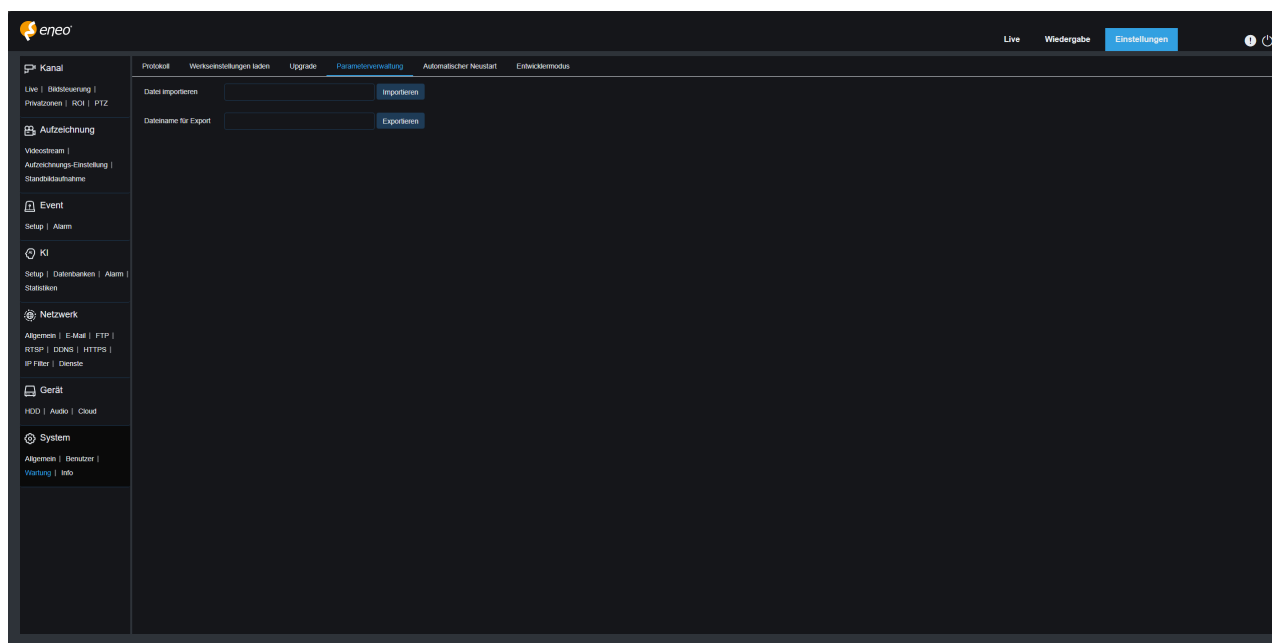 eneo
Live Wiedergabe Einstellungen
Kanal
Live | Bildsteuerung |
Privatzonen | ROI | PTZ
Aufzeichnung
Videostream |
Aufzeichnungs-Einstellung |
Standbildaufnahme
Event
Setup | Alarm
KI
Setup | Datenbanken | Alarm |
Statistiken
Netzwerk
Allgemein | E-Mail | FTP |
RTSP | DDNS | HTTPS |
IP Filter | Dienste
Gerät
HDD | Audio | Cloud
System
Allgemein | Benutzer |
Wartung | Info
Protokoll Werkseinstellungen laden Upgrade Parameterverwaltung Automatischer Neustart Entwicklermodus
Datei importieren Importieren
Dateiname für Export Exportieren